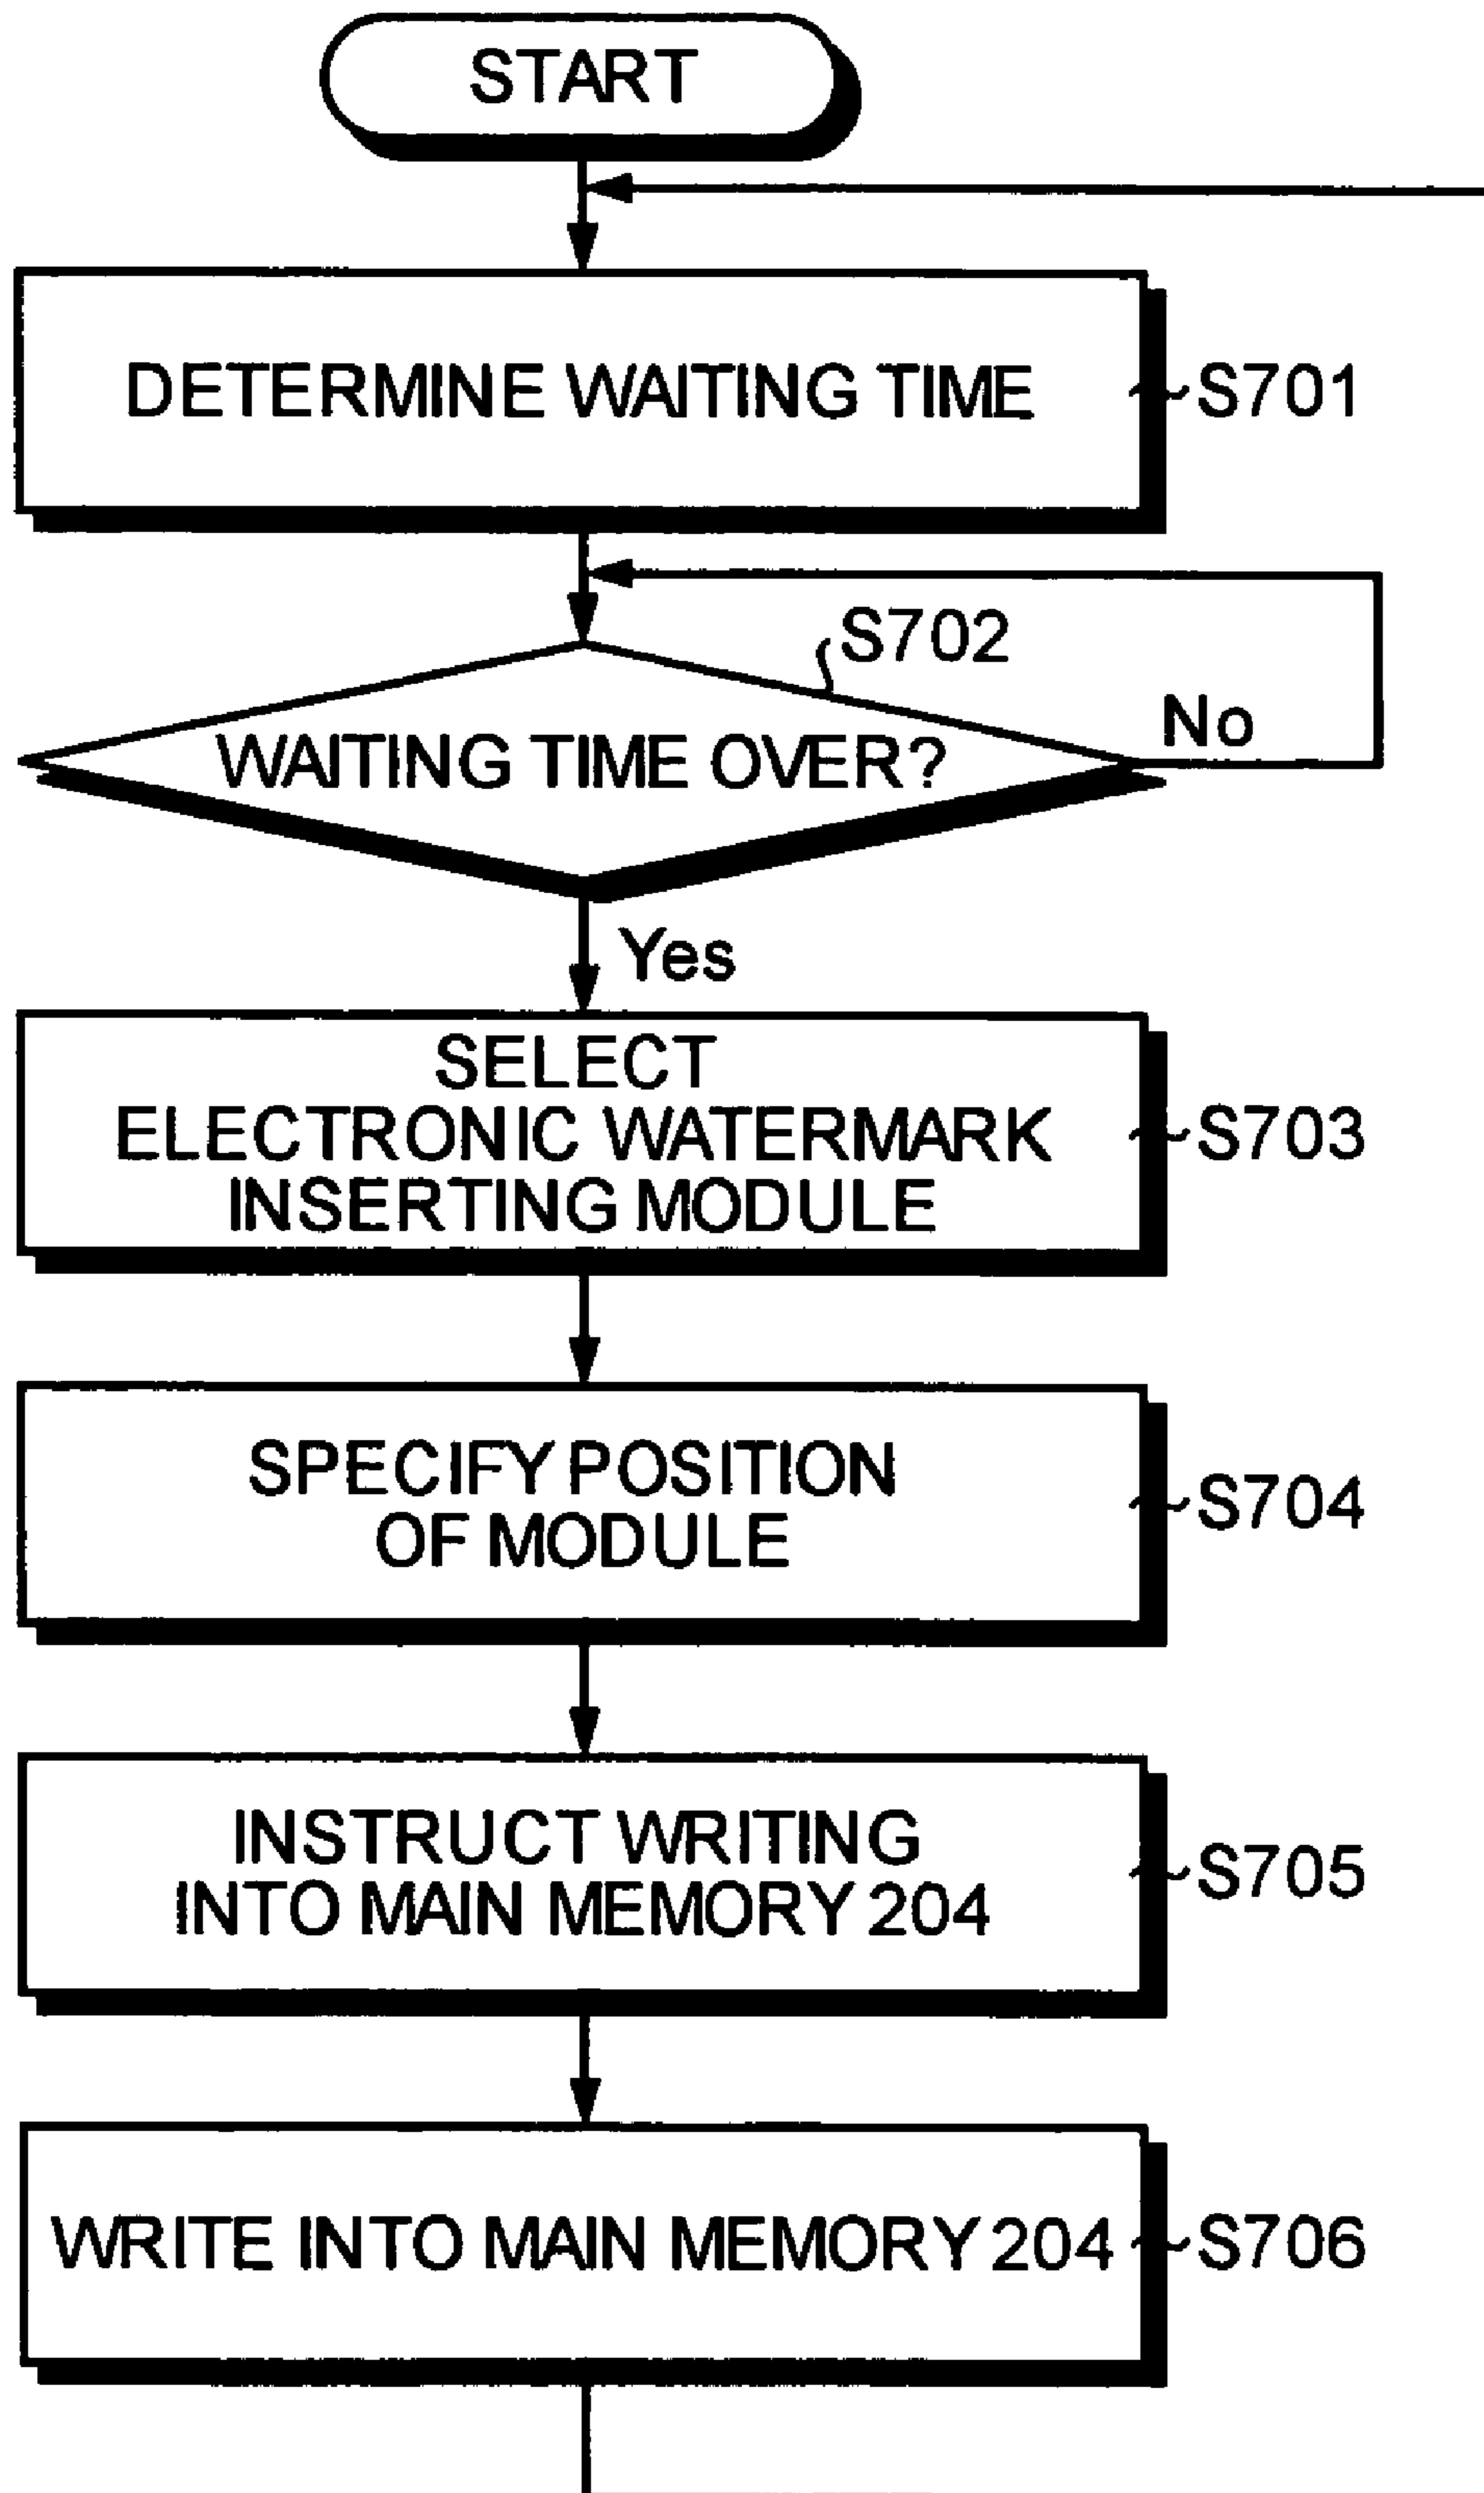 START
DETERMINE WAITING TIME
S701
S702
WAITING TIME OVER?
No
Yes
SELECT
ELECTRONIC WATERMARK
INSERTING MODULE
S703
SPECIFY POSITION
OF MODULE
S704
INSTRUCT WRITING
INTO MAIN MEMORY 204
S705
WRITE INTO MAIN MEMORY 204
S706